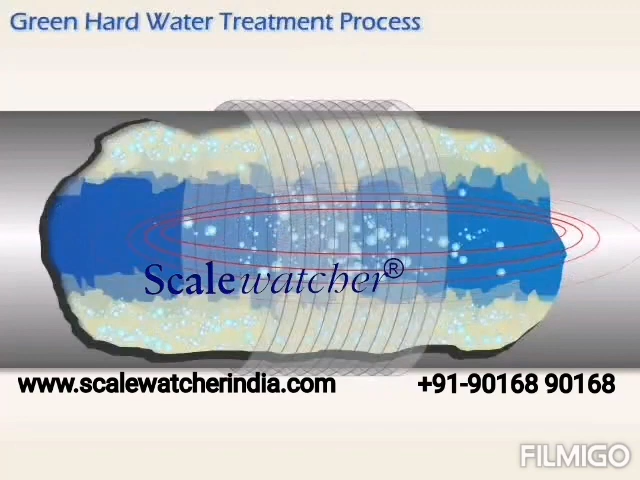 Green Hard Water Treatment Process
Scalewatcher®
www.scalewatcherindia.com +91-90168 90168
FILMIGO